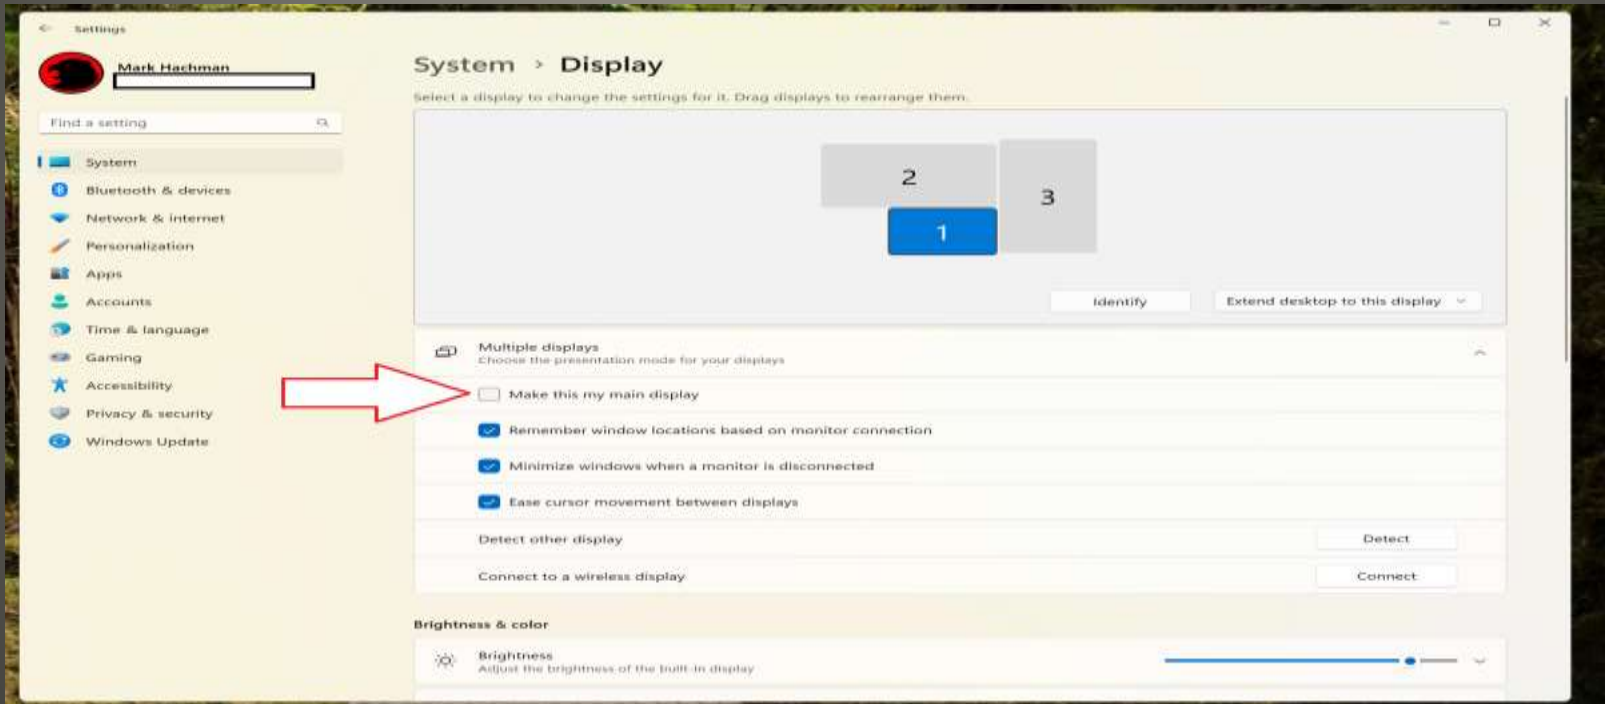 Settings
Mark Hachman
Find a setting
System
Bluetooth & devices
Network & internet
Personalization
Apps
Accounts
Time & language
Gaming
Accessibility
Privacy & security
Windows Update
System > Display
Select a display to change the settings for it. Drag displays to rearrange them.
2
3
1
Identify
Extend desktop to this display
Multiple displays
Choose the presentation mode for your displays
Make this my main display
Remember window locations based on monitor connection
Minimize windows when a monitor is disconnected
Ease cursor movement between displays
Detect other display
Detect
Connect to a wireless display
Connect
Brightness & color
Brightness
Adjust the brightness of the built-in display